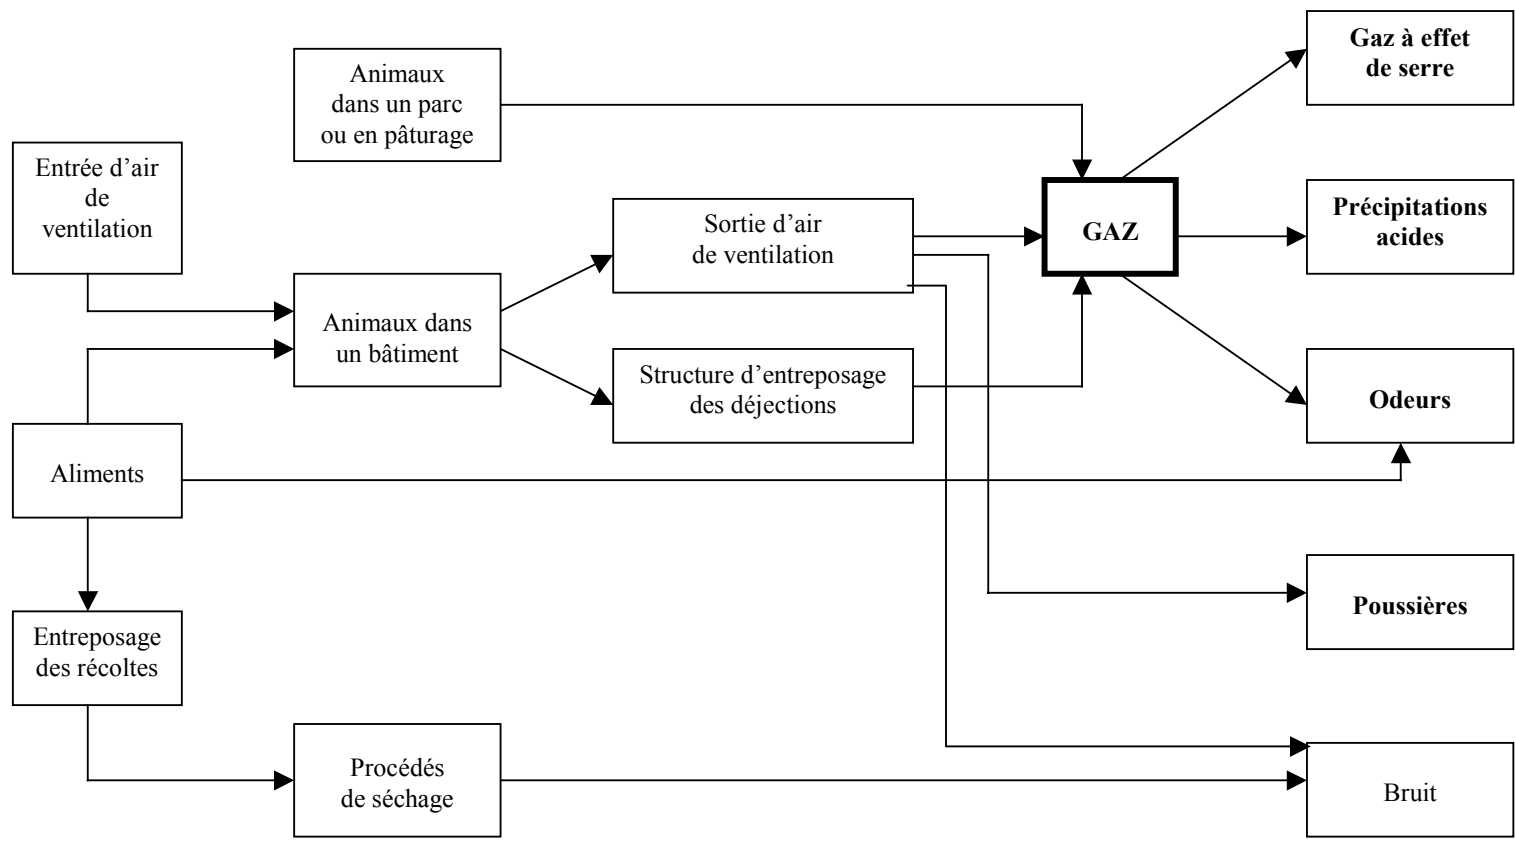 Gaz à effet
de serre
Animaux
dans un parc
ou en pâturage
Entrée d’air
de
ventilation
Sortie d’air
de ventilation
GAZ
Précipitations
acides
Animaux dans
un bâtiment
Structure d’entreposage
des déjections
Odeurs
Aliments
Poussières
Entreposage
des récoltes
Procédés
de séchage
Bruit